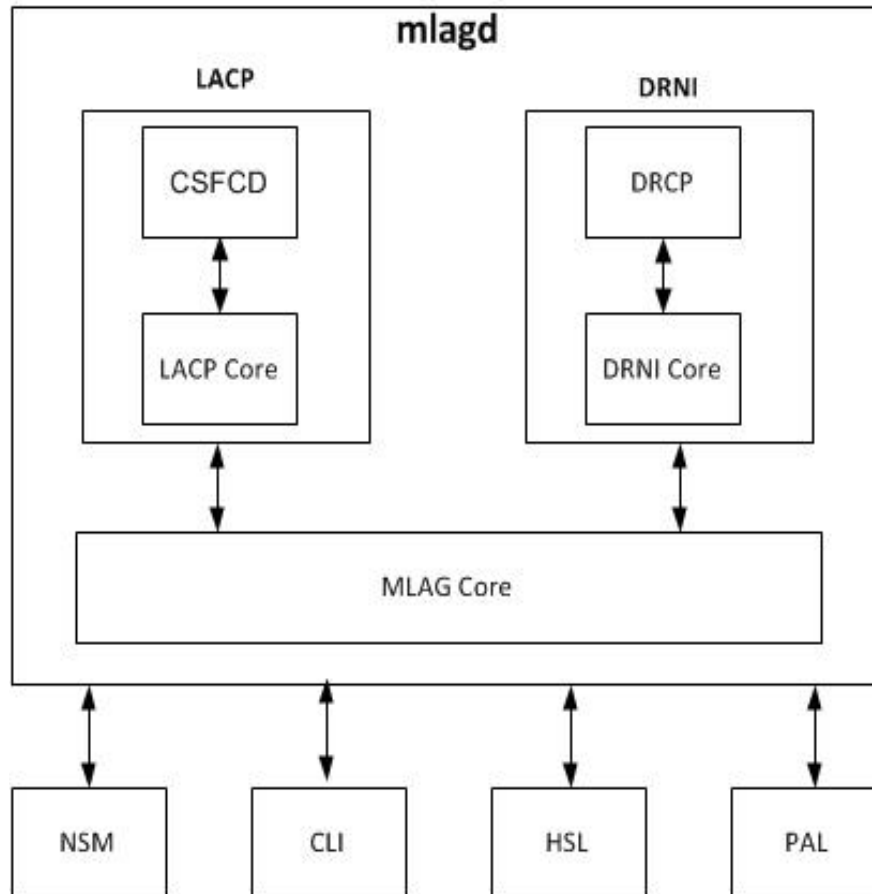 mlagd
LACP
DRNI
CSFCD
DRCP
LACP Core
DRNI Core
MLAG Core
NSM
CLI
HSL
PAL